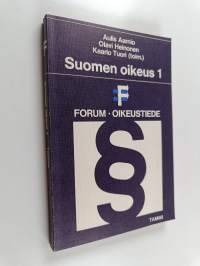 Aulis Aarnio
Olavi Heinonen
Kaarlo Tuori (toim.)
Suomen oikeus 1
F
FORUM · OIKEUSTIEDE
§
TAMMI